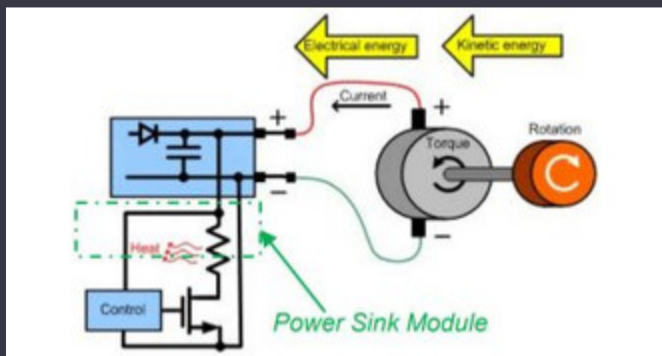 Electrical energy
Kinetic energy
Current
+
+
Rotation
Torque
−
−
Heat
Control
Power Sink Module